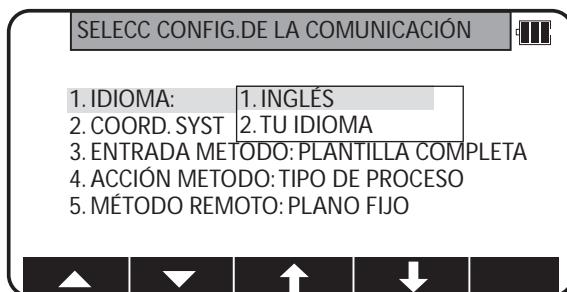 SELECC CONFIG.DE LA COMUNICACIÓN
1. IDIOMA: 1. INGLÉS
2. COORD. SYST 2. TU IDIOMA
3. ENTRADA METODO: PLANTILLA COMPLETA
4. ACCIÓN METODO: TIPO DE PROCESO
5. MÉTODO REMOTO: PLANO FIJO